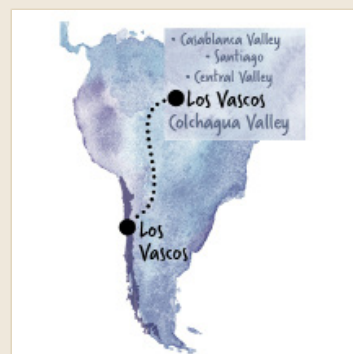 • Casablanca Valley
• Santiago
• Central Valley
Los Vascos
Colchagua Valley
Los
Vascos